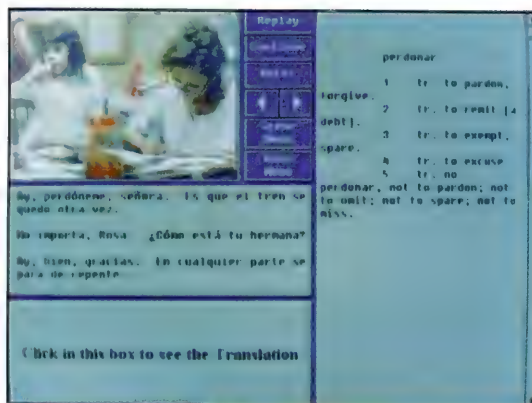 Replay
Continue
perdonar
1 tr. to pardon,
forgive.
2 tr. to remit [a
debt].
3 tr. to exempt,
spare.
4 tr. to excuse
5 tr. no
perdonar, not to pardon; not
to omit; not to spare; not to
miss.
Ay, perdóneme, señora. Es que el tren se
quedo otra vez.
No importa, Rosa. ¿Cómo está tu hermana?
Ay, bien, gracias. En cualquier parte se
para de repente
Click in this box to see the Translation